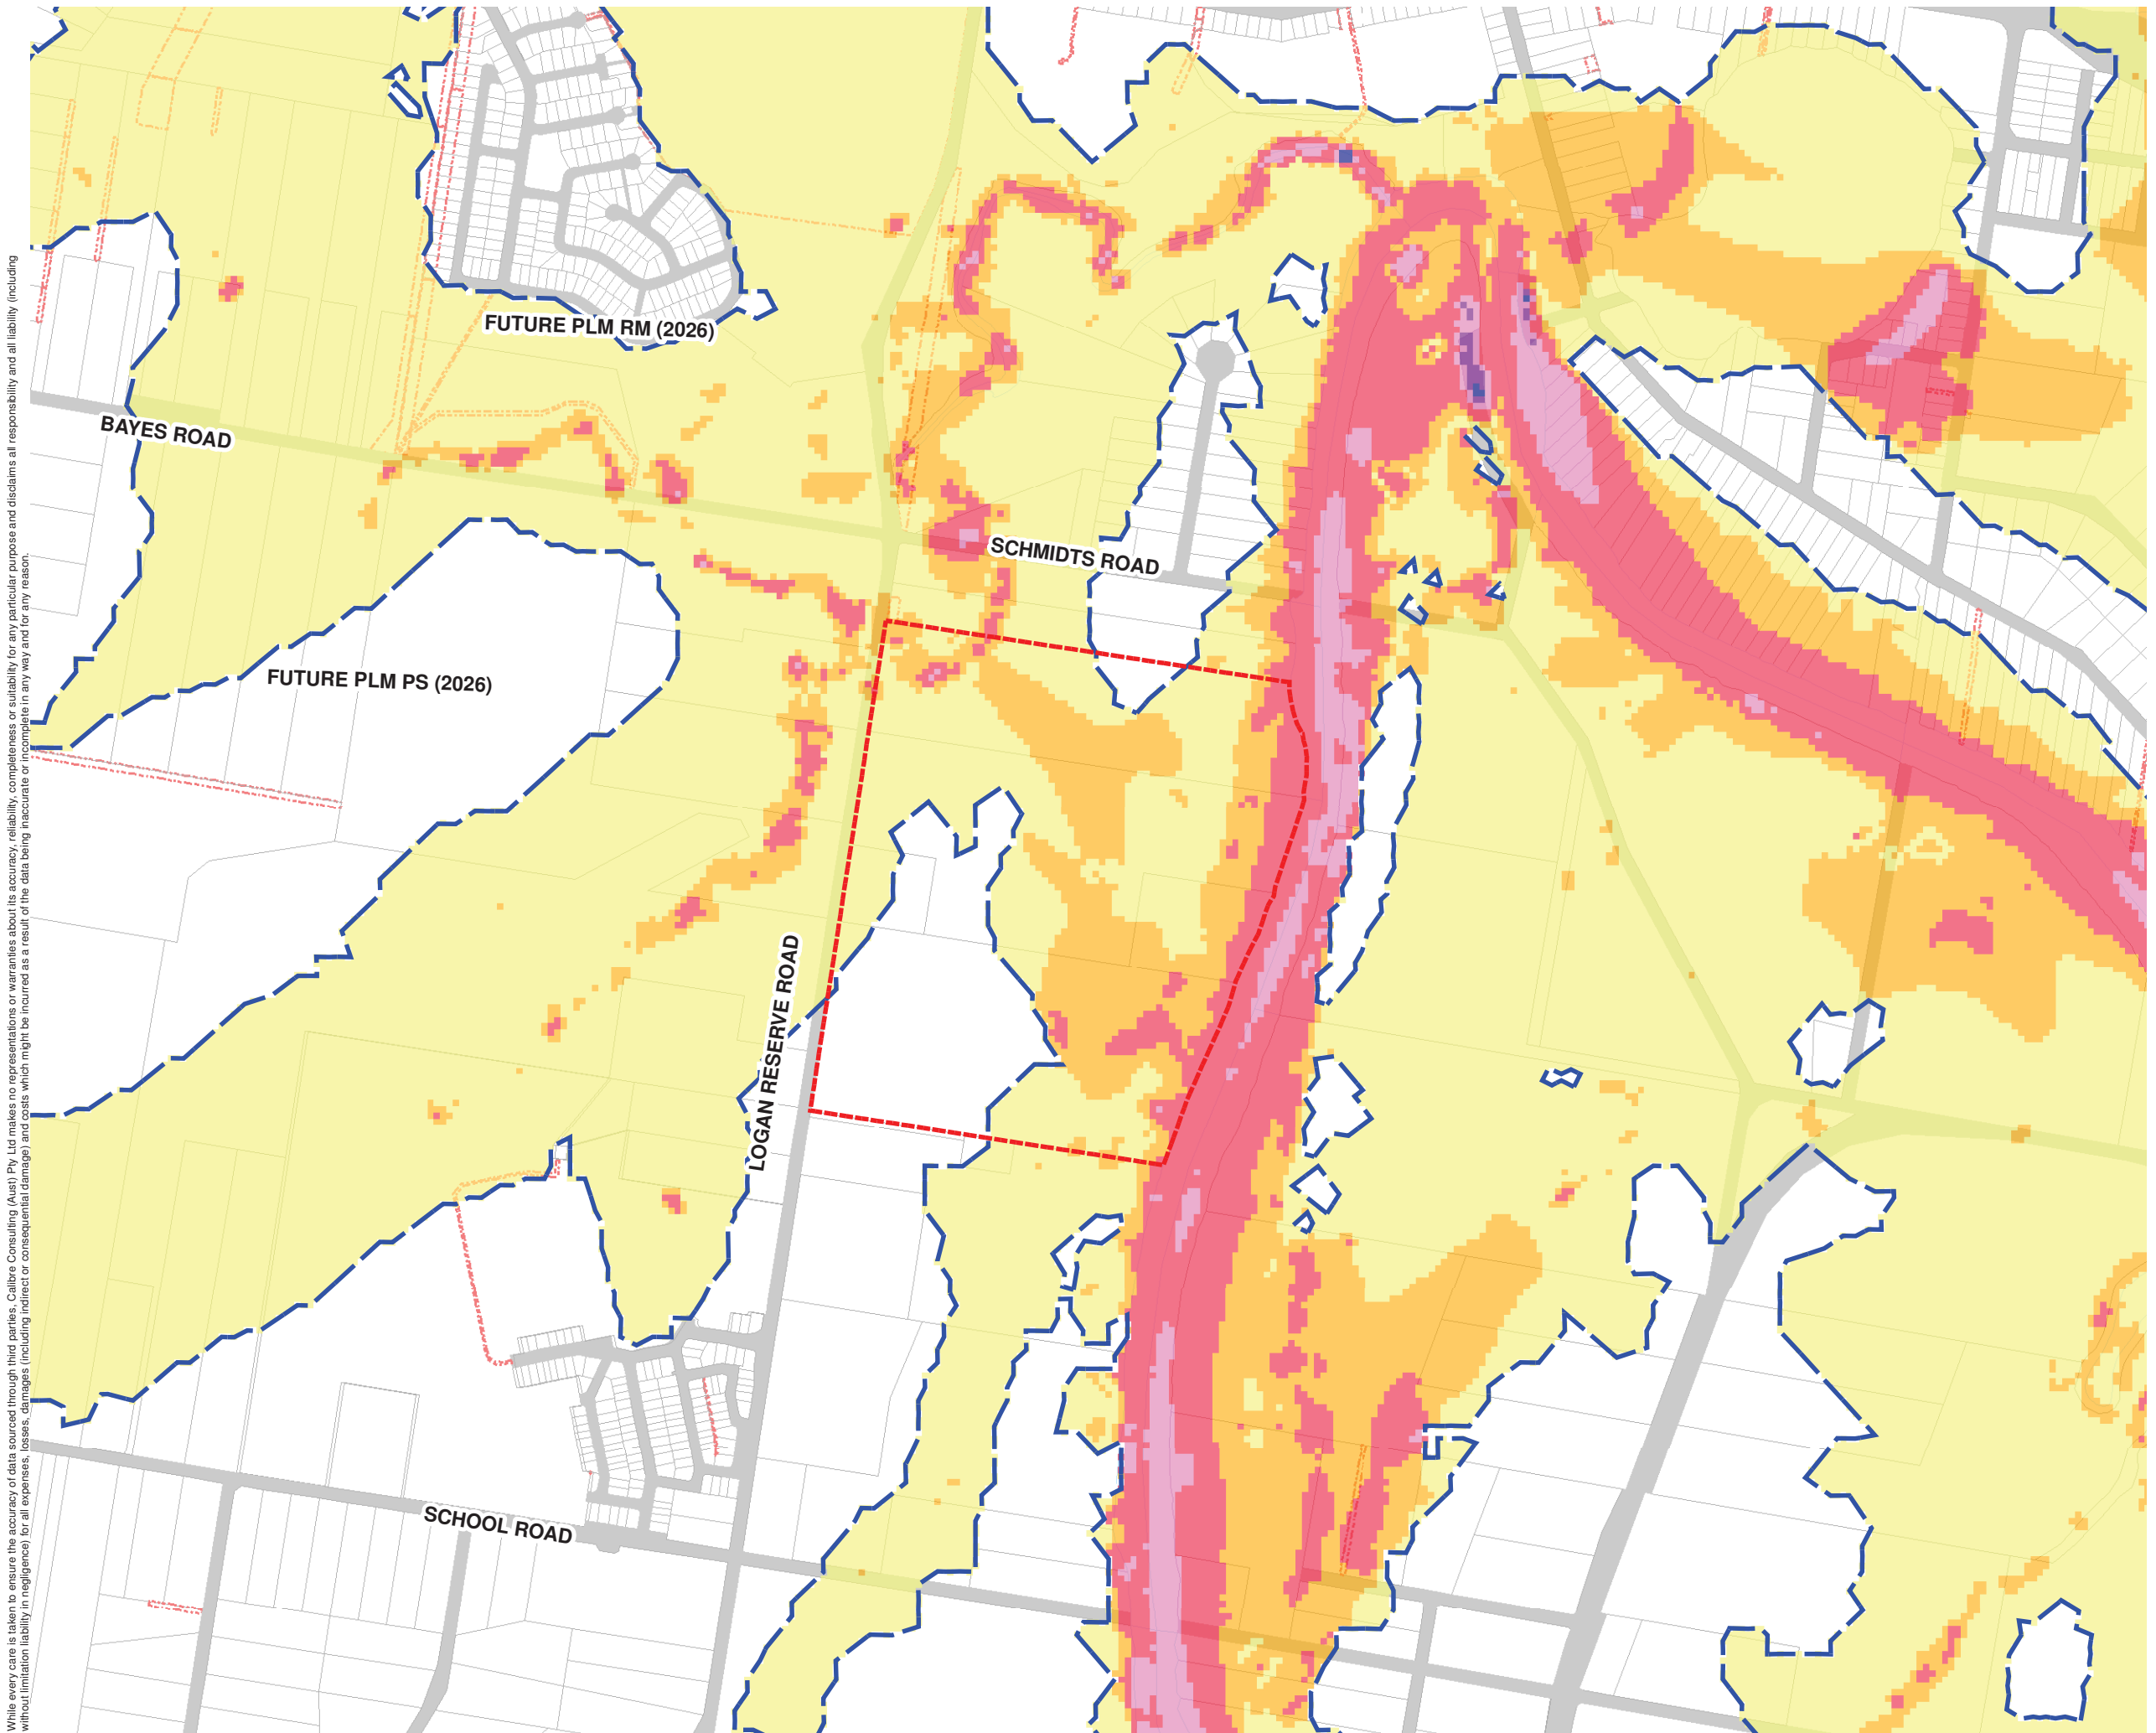 While every care is taken to ensure the accuracy of data sourced through third parties, Calibre Consulting (Aust) Pty Ltd makes no representations or warranties about its accuracy, reliability, completeness or suitability for any particular purpose and disclaims all responsibility and all liability (including
without limitation liability in negligence) for all expenses, losses, damages (including indirect or consequential damage) and costs which might be incurred as a result of the data being inaccurate or incomplete in any way and for any reason.
FUTURE PLM RM (2026)
BAYES ROAD
SCHMIDTS ROAD
FUTURE PLM PS (2026)
LOGAN RESERVE ROAD
SCHOOL ROAD